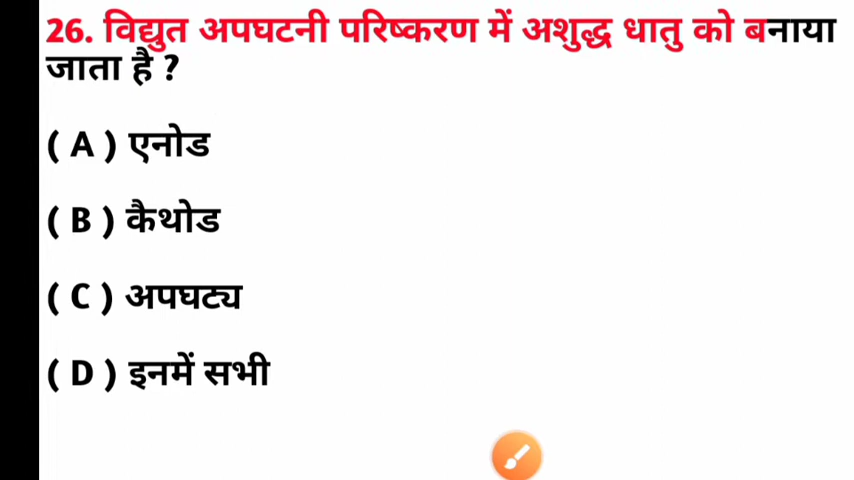 26. विद्युत अपघटनी परिष्करण में अशुद्ध धातु को बनाया
जाता है ?
( A ) एनोड
( B ) कैथोड
( C ) अपघट्य
( D ) इनमें सभी